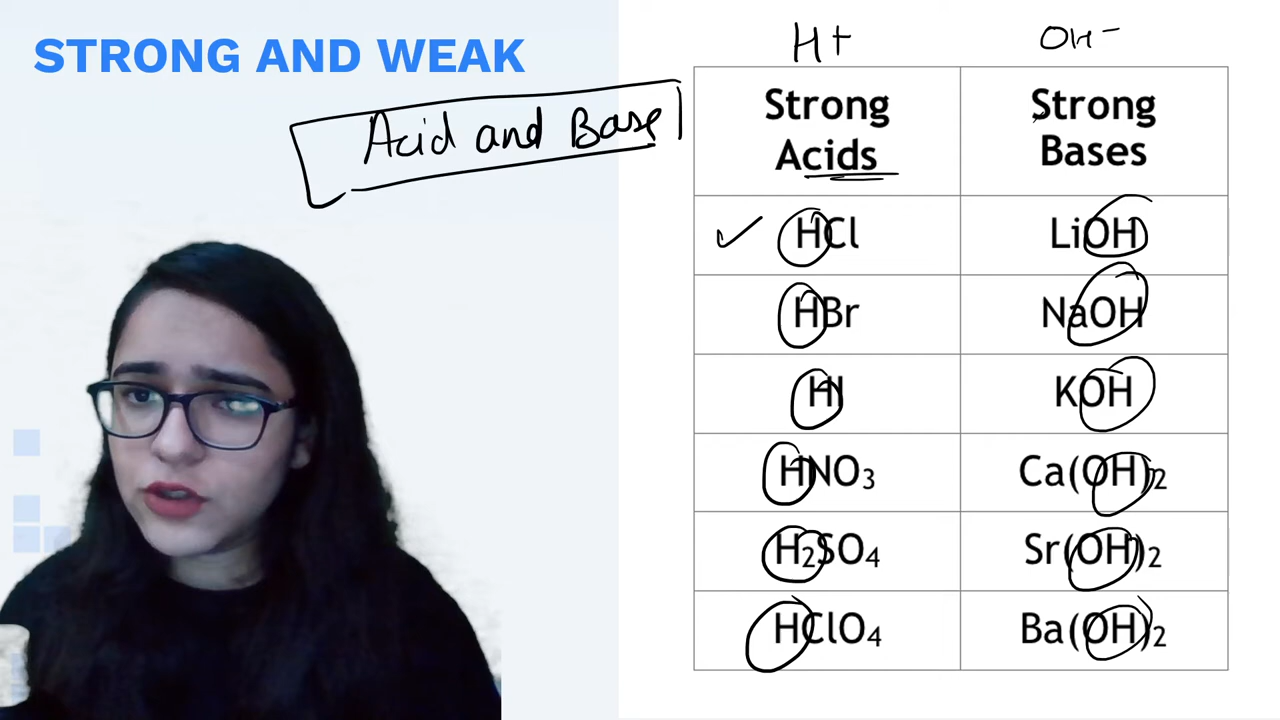 STRONG AND WEAK
Acid and Base
H+ OH-
Strong Acids Strong Bases
HCl LiOH
HBr NaOH
HI KOH
HNO₃ Ca(OH)₂
H₂SO₄ Sr(OH)₂
HClO₄ Ba(OH)₂